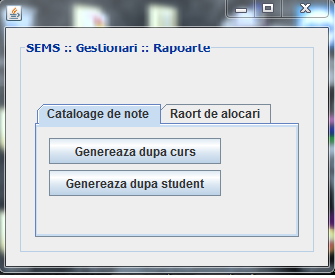 SEMS :: Gestionari :: Rapoarte
Cataloage de note
Raort de alocari
Genereaza dupa curs
Genereaza dupa student